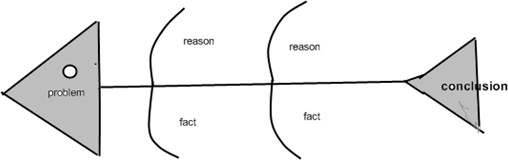 problem
reason
fact
reason
fact
conclusion